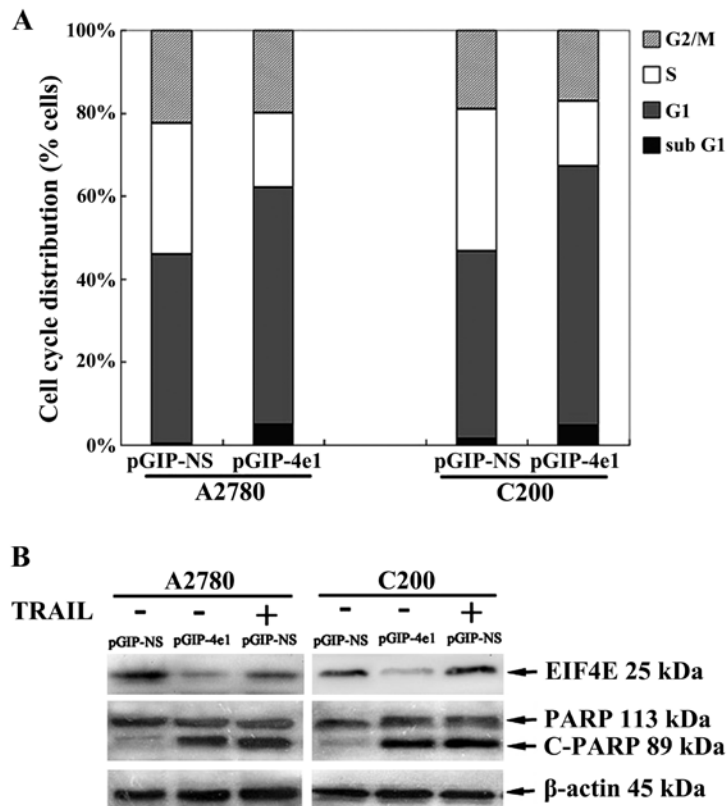 A
100%
80%
60%
40%
20%
0%
Cell cycle distribution (% cells)
G2/M
S
G1
sub G1
pGIP-NS pGIP-4e1 pGIP-NS pGIP-4e1
A2780 C200
B
A2780 C200
TRAIL - - + - - +
pGIP-NS pGIP-4e1 pGIP-NS pGIP-NS pGIP-4e1 pGIP-NS
EIF4E 25 kDa
PARP 113 kDa
C-PARP 89 kDa
β-actin 45 kDa